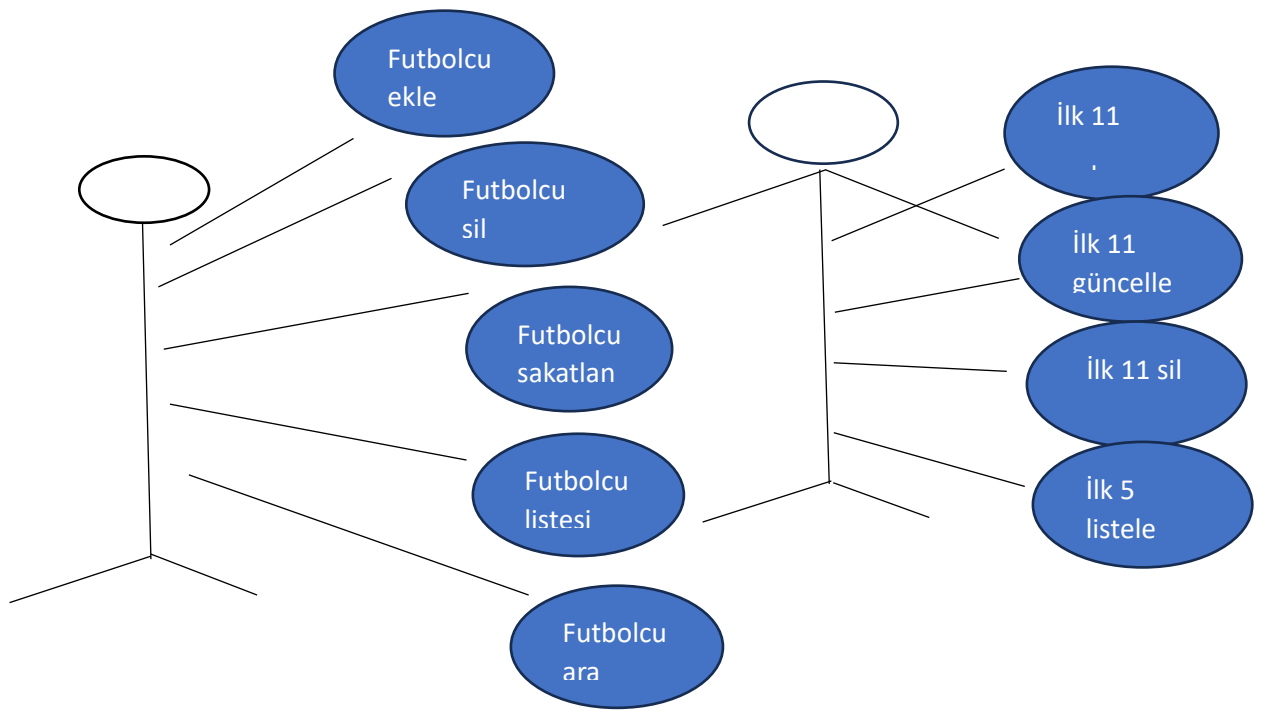 Futbolcu
ekle
Futbolcu
sil
Futbolcu
sakatlan
Futbolcu
listesi
Futbolcu
ara
İlk 11
İlk 11
güncelle
İlk 11 sil
İlk 5
listele